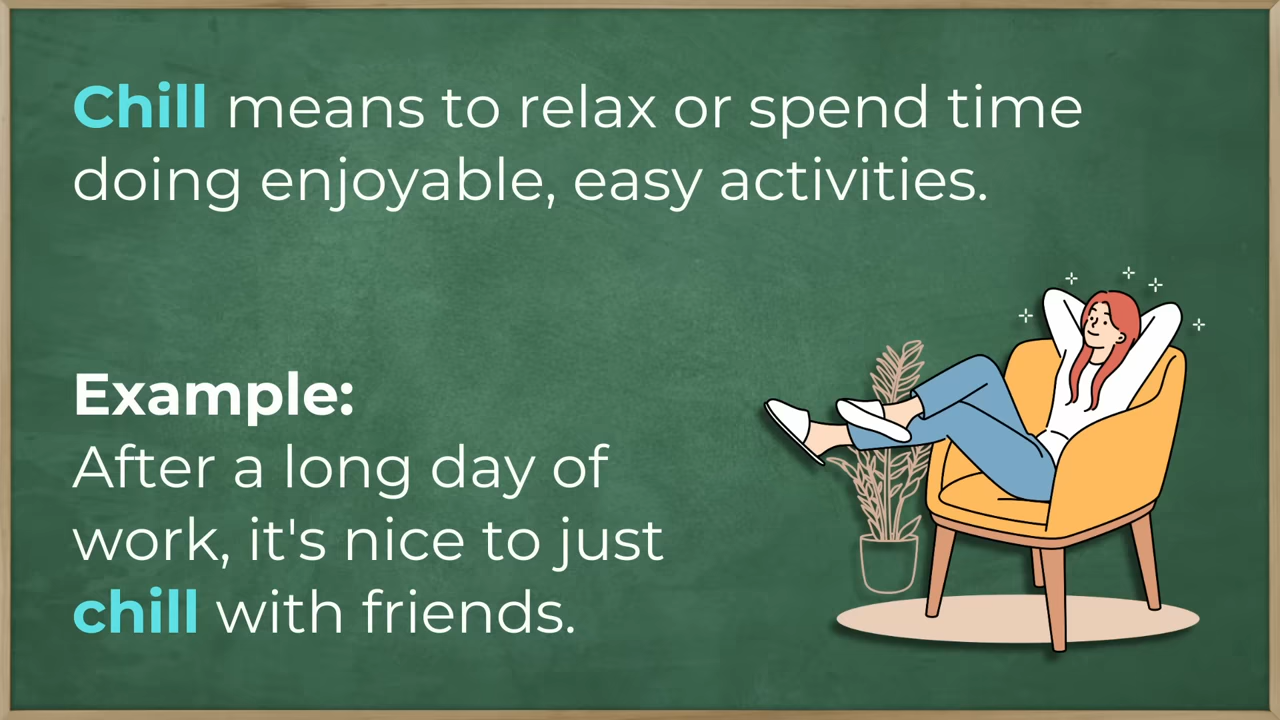 Chill means to relax or spend time
doing enjoyable, easy activities.
Example:
After a long day of
work, it's nice to just
chill with friends.